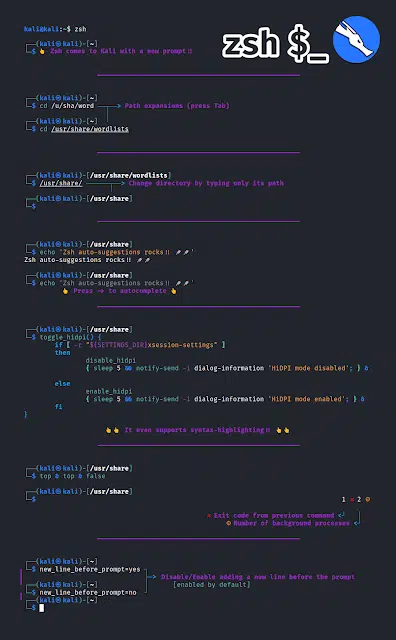 kali@kali:~$ zsh
zsh $_
┌──(kali㉿kali)-[~]
└─$ 👆 Zsh comes to Kali with a new prompt‼
┌──(kali㉿kali)-[~]
└─$ cd /u/sha/word ───> Path expansions (press Tab)
┌──(kali㉿kali)-[~]
└─$ cd /usr/share/wordlists
┌──(kali㉿kali)-[/usr/share/wordlists]
└─$ /usr/share/ ───> Change directory by typing only its path
┌──(kali㉿kali)-[/usr/share]
└─$
┌──(kali㉿kali)-[/usr/share]
└─$ echo 'Zsh auto-suggestions rocks‼ 🚀🚀'
Zsh auto-suggestions rocks‼ 🚀🚀
┌──(kali㉿kali)-[/usr/share]
└─$ echo 'Zsh auto-suggestions rocks‼ 🚀🚀'
👆 Press → to autocomplete 👆
┌──(kali㉿kali)-[/usr/share]
└─$ toggle_hidpi() {
if [ -r "${SETTINGS_DIR}xsession-settings" ]
then
disable_hidpi
{ sleep 5 && notify-send -i dialog-information 'HiDPI mode disabled'; } &
else
enable_hidpi
{ sleep 5 && notify-send -i dialog-information 'HiDPI mode enabled'; } &
fi
}
👆👆 It even supports syntax-highlighting‼ 👆👆
┌──(kali㉿kali)-[/usr/share]
└─$ top & top & false
┌──(kali㉿kali)-[/usr/share]
└─$ 1 ⨯ 2 ⚙
⨯ Exit code from previous command <┘
⚙ Number of background processes <┘
┌──(kali㉿kali)-[~]
└─$ new_line_before_prompt=yes
Disable/Enable adding a new line before the prompt
[enabled by default]
┌──(kali㉿kali)-[~]
└─$ new_line_before_prompt=no
┌──(kali㉿kali)-[~]
└─$